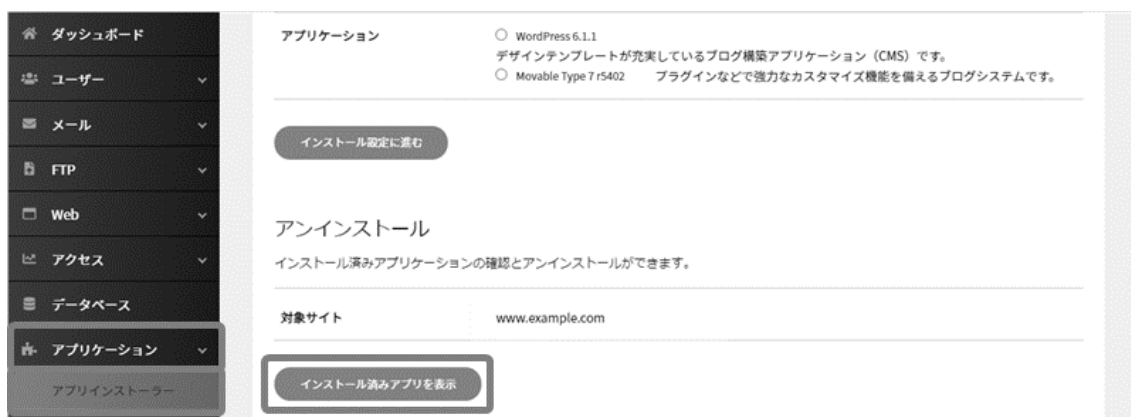 ダッシュボード
ユーザー
メール
FTP
Web
アクセス
データベース
アプリケーション
アプリインストーラー
アプリケーション
WordPress 6.1.1
デザインテンプレートが充実しているブログ構築アプリケーション（CMS）です。
Movable Type 7 r5402 プラグインなどで強力なカスタマイズ機能を備えるブログシステムです。
インストール設定に進む
アンインストール
インストール済みアプリケーションの確認とアンインストールができます。
対象サイト www.example.com
インストール済みアプリを表示